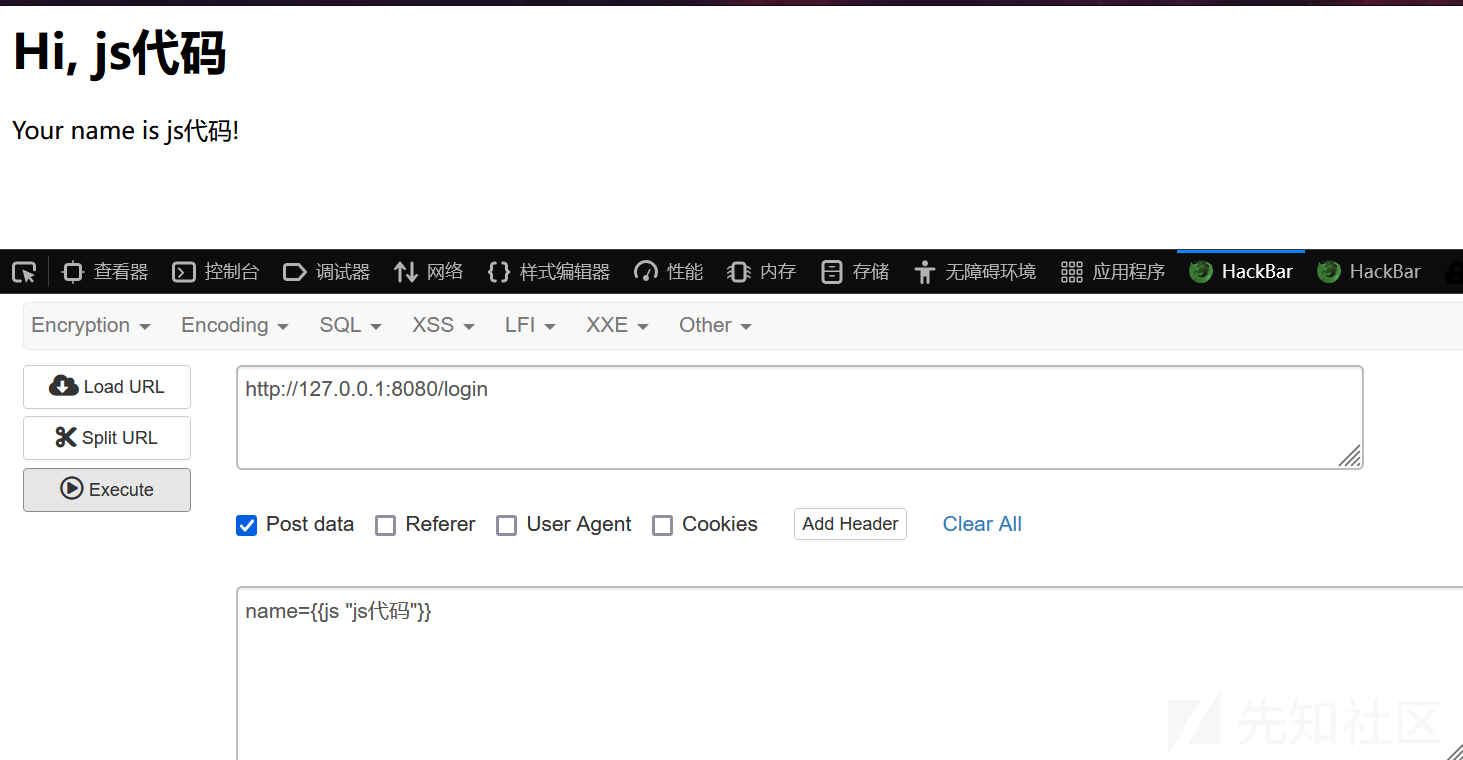 Hi, js代码
Your name is js代码!
查看器 控制台 调试器 网络 样式编辑器 性能 内存 存储 无障碍环境 应用程序 HackBar HackBar
Encryption Encoding SQL XSS LFI XXE Other
Load URL
http://127.0.0.1:8080/login
Split URL
Execute
Post data Referer User Agent Cookies Add Header Clear All
name={{js "js代码"}}
先知社区